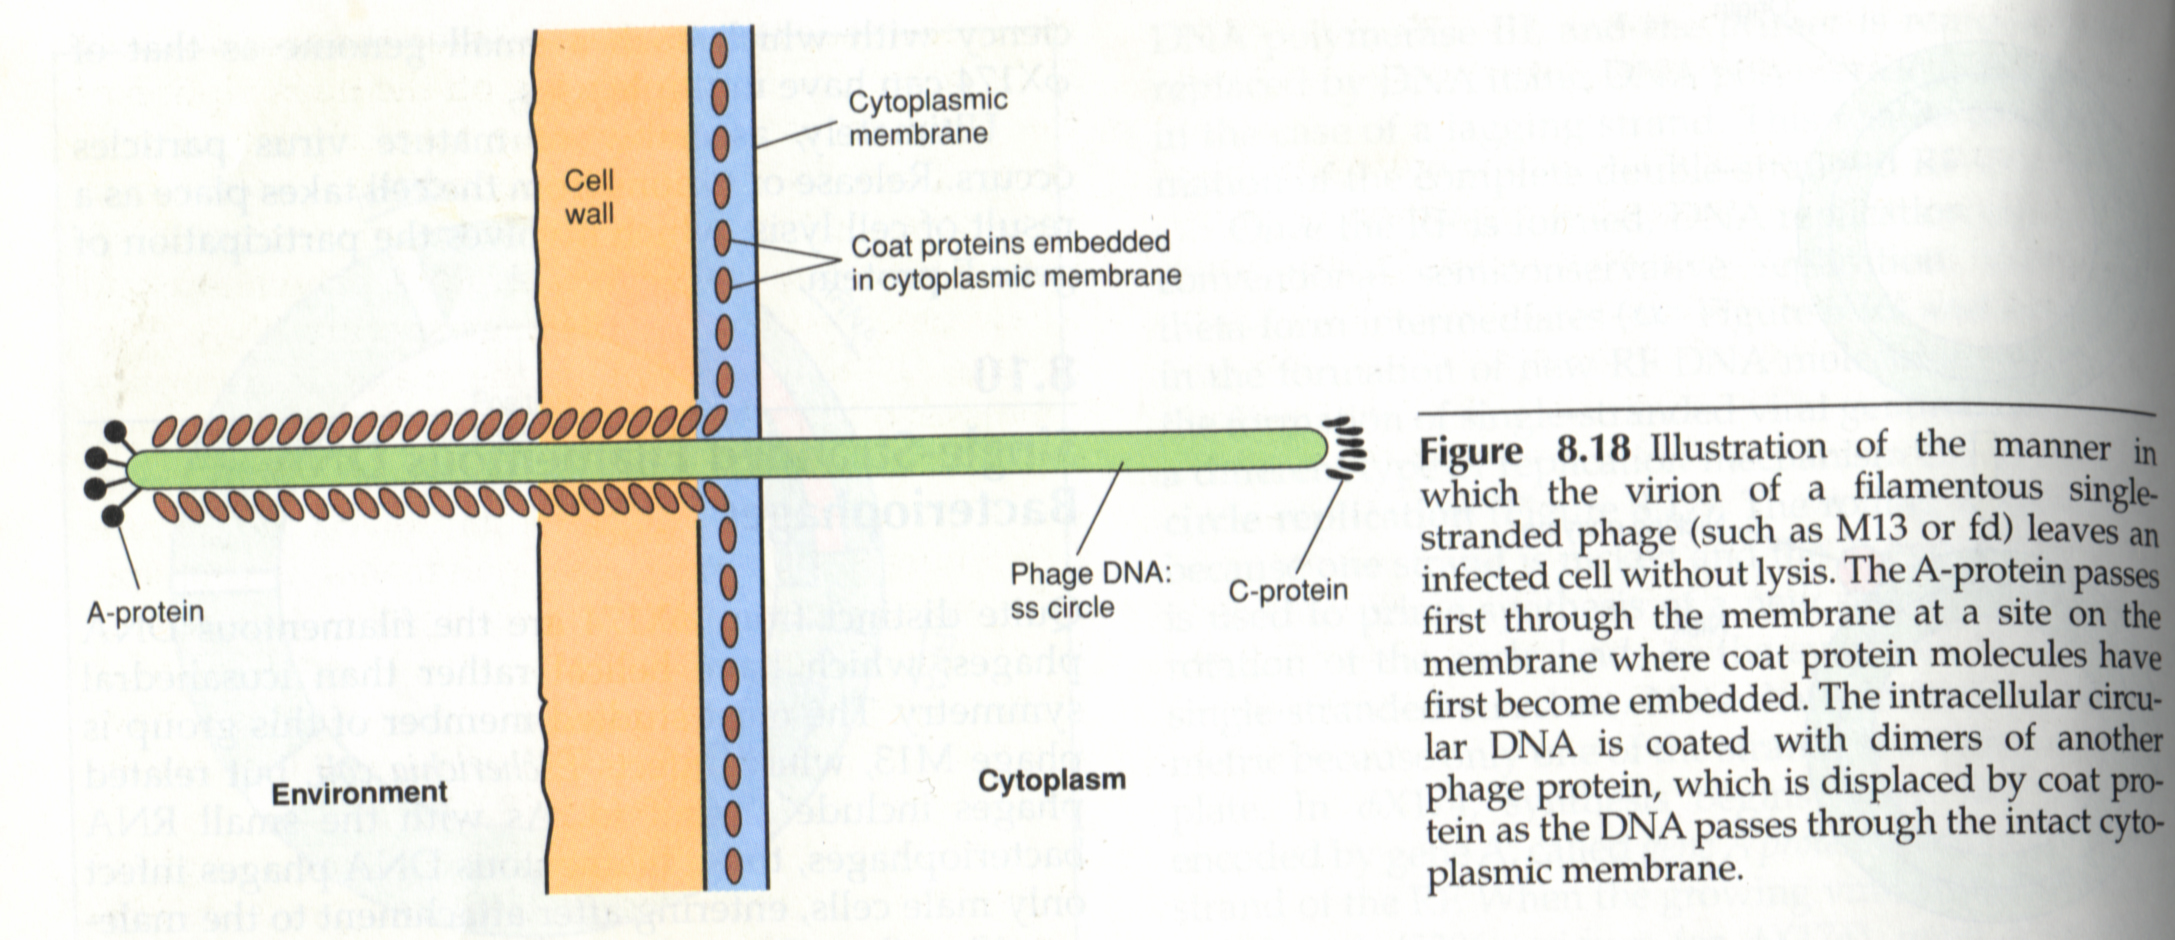 Cytoplasmic
membrane
Cell
wall
Coat proteins embedded
in cytoplasmic membrane
Phage DNA:
ss circle
C-protein
A-protein
Environment
Cytoplasm
Figure 8.18 Illustration of the manner in
which the virion of a filamentous single-
stranded phage (such as M13 or fd) leaves an
infected cell without lysis. The A-protein passes
first through the membrane at a site on the
membrane where coat protein molecules have
first become embedded. The intracellular circu-
lar DNA is coated with dimers of another
phage protein, which is displaced by coat pro-
tein as the DNA passes through the intact cyto-
plasmic membrane.